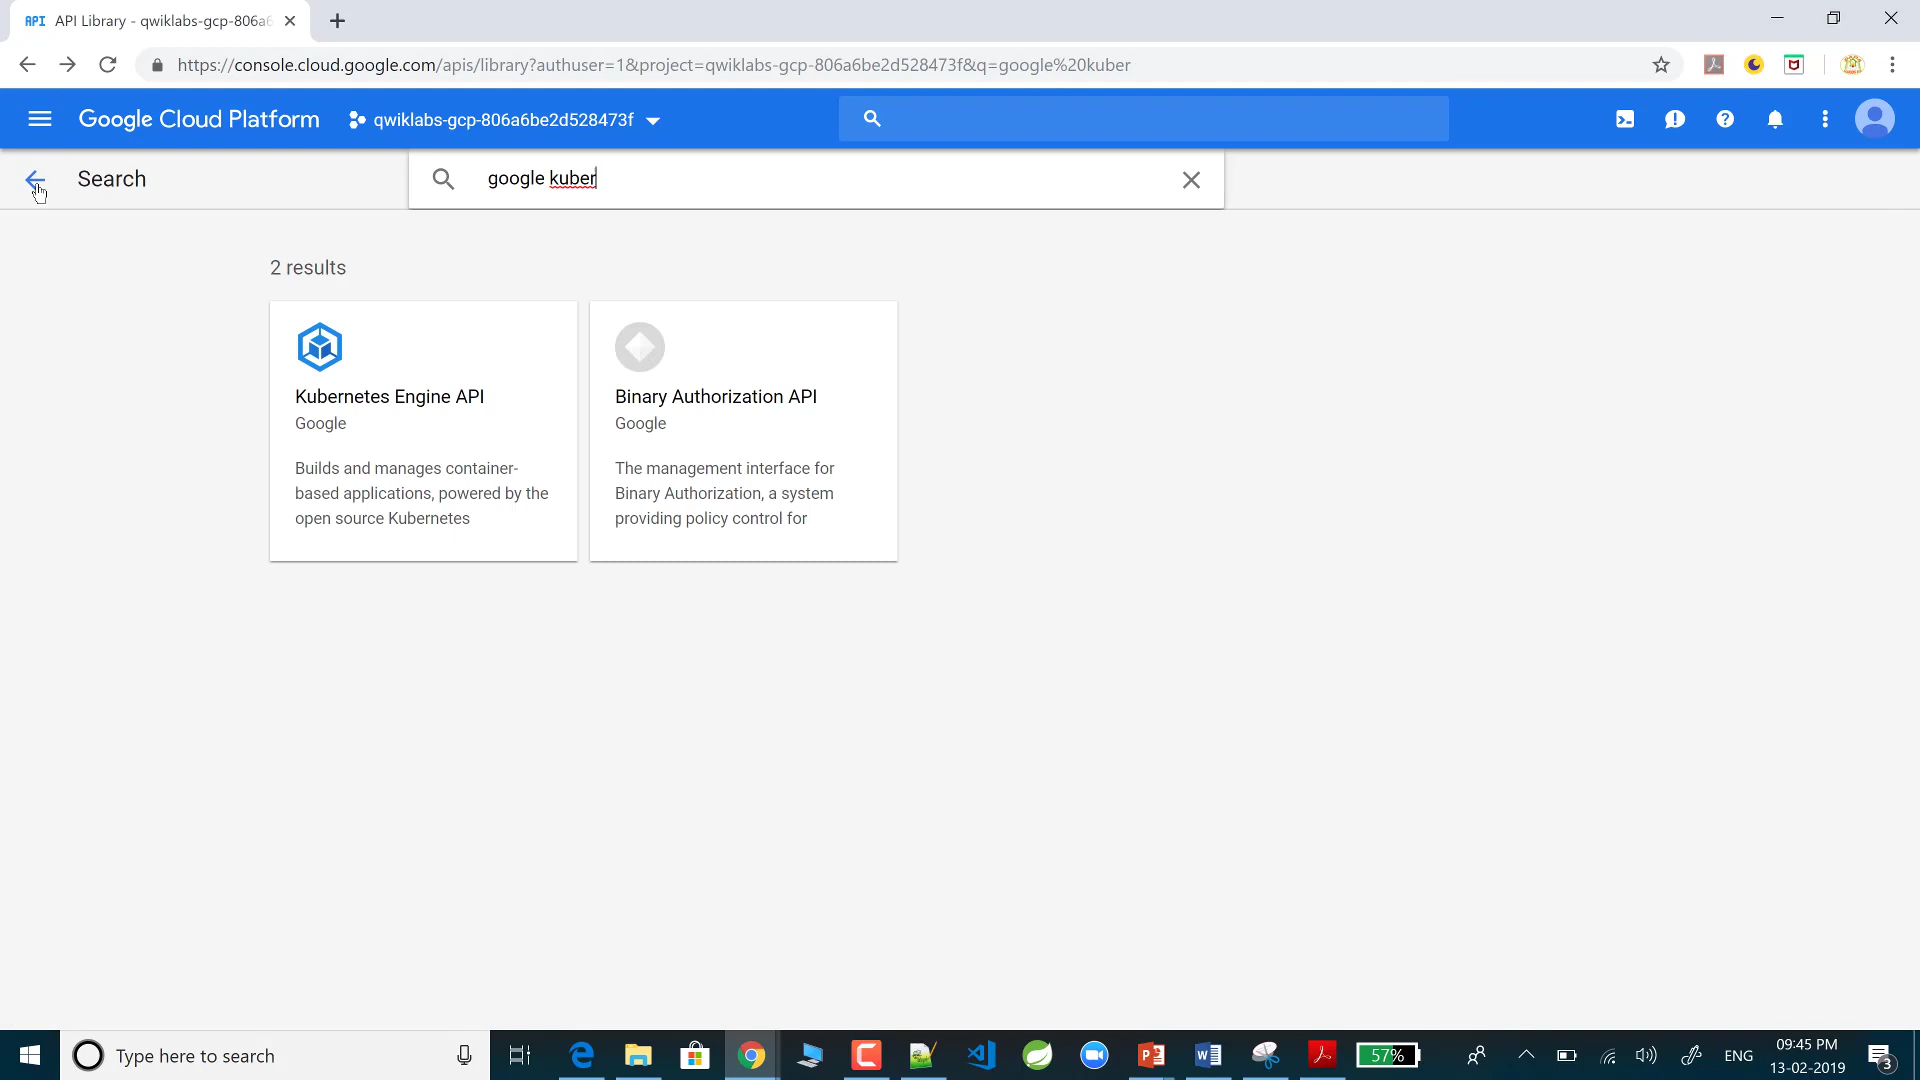 API API Library - qwiklabs-gcp-806a6
https://console.cloud.google.com/apis/library?authuser=1&project=qwiklabs-gcp-806a6be2d528473f&q=google%20kuber
Google Cloud Platform qwiklabs-gcp-806a6be2d528473f
Search google kuber
2 results
Kubernetes Engine API
Google
Builds and manages container-
based applications, powered by the
open source Kubernetes
Binary Authorization API
Google
The management interface for
Binary Authorization, a system
providing policy control for
Type here to search
57%
ENG
09:45 PM
13-02-2019
3